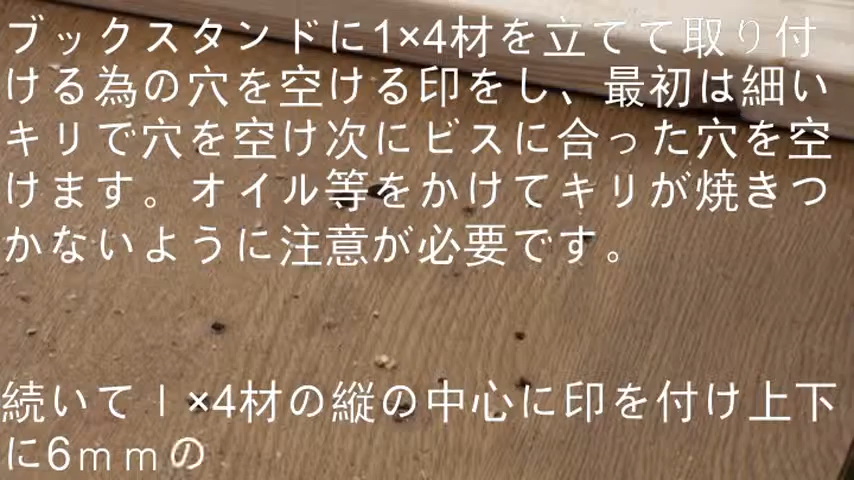 ブックスタンドに1×4材を立てて取り付
ける為の穴を空ける印をし、最初は細い
キリで穴を空け次にビスに合った穴を空
けます。オイル等をかけてキリが焼きつ
かないように注意が必要です。
続いて｜×4材の縦の中心に印を付け上下
に6ｍｍの